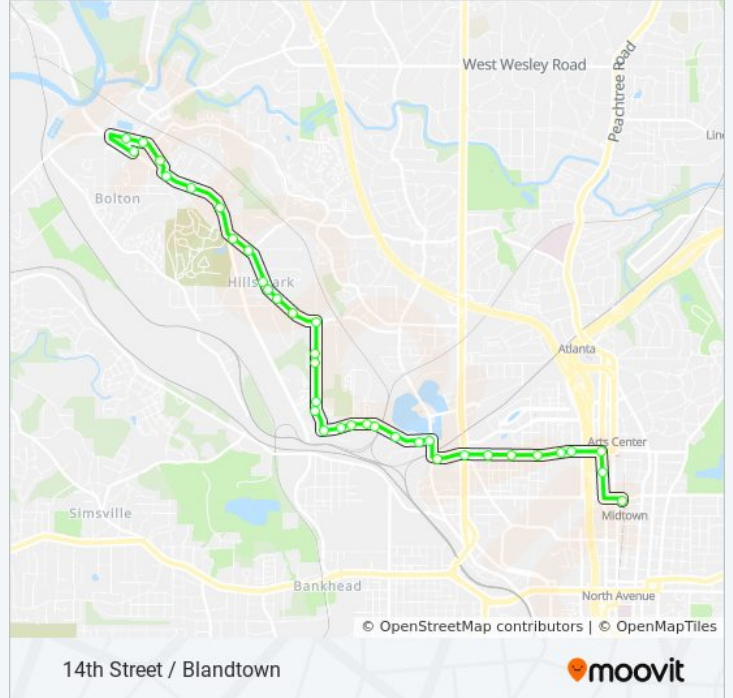 West Wesley Road
Peachtree Road
Lin
Bolton
Hills Park
Atlanta
Arts Center
Simsville
Midtown
Bankhead
North Avenue
© OpenStreetMap contributors | © OpenMapTiles
14th Street / Blandtown
moovit